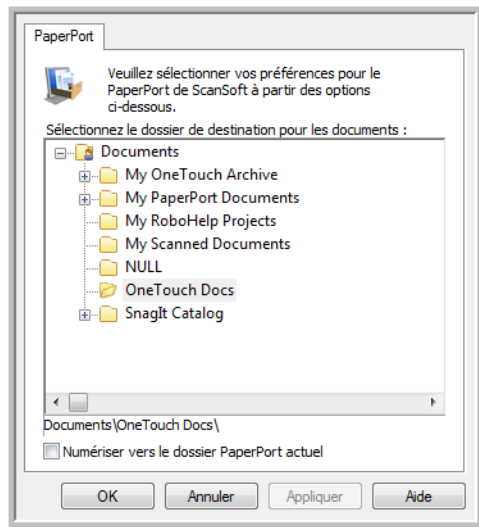 PaperPort
Veuillez sélectionner vos préférences pour le
PaperPort de ScanSoft à partir des options
ci-dessous.
Sélectionnez le dossier de destination pour les documents :
Documents
My OneTouch Archive
My PaperPort Documents
My RoboHelp Projects
My Scanned Documents
NULL
OneTouch Docs
SnagIt Catalog
Documents\OneTouch Docs\
Numériser vers le dossier PaperPort actuel
OK Annuler Appliquer Aide